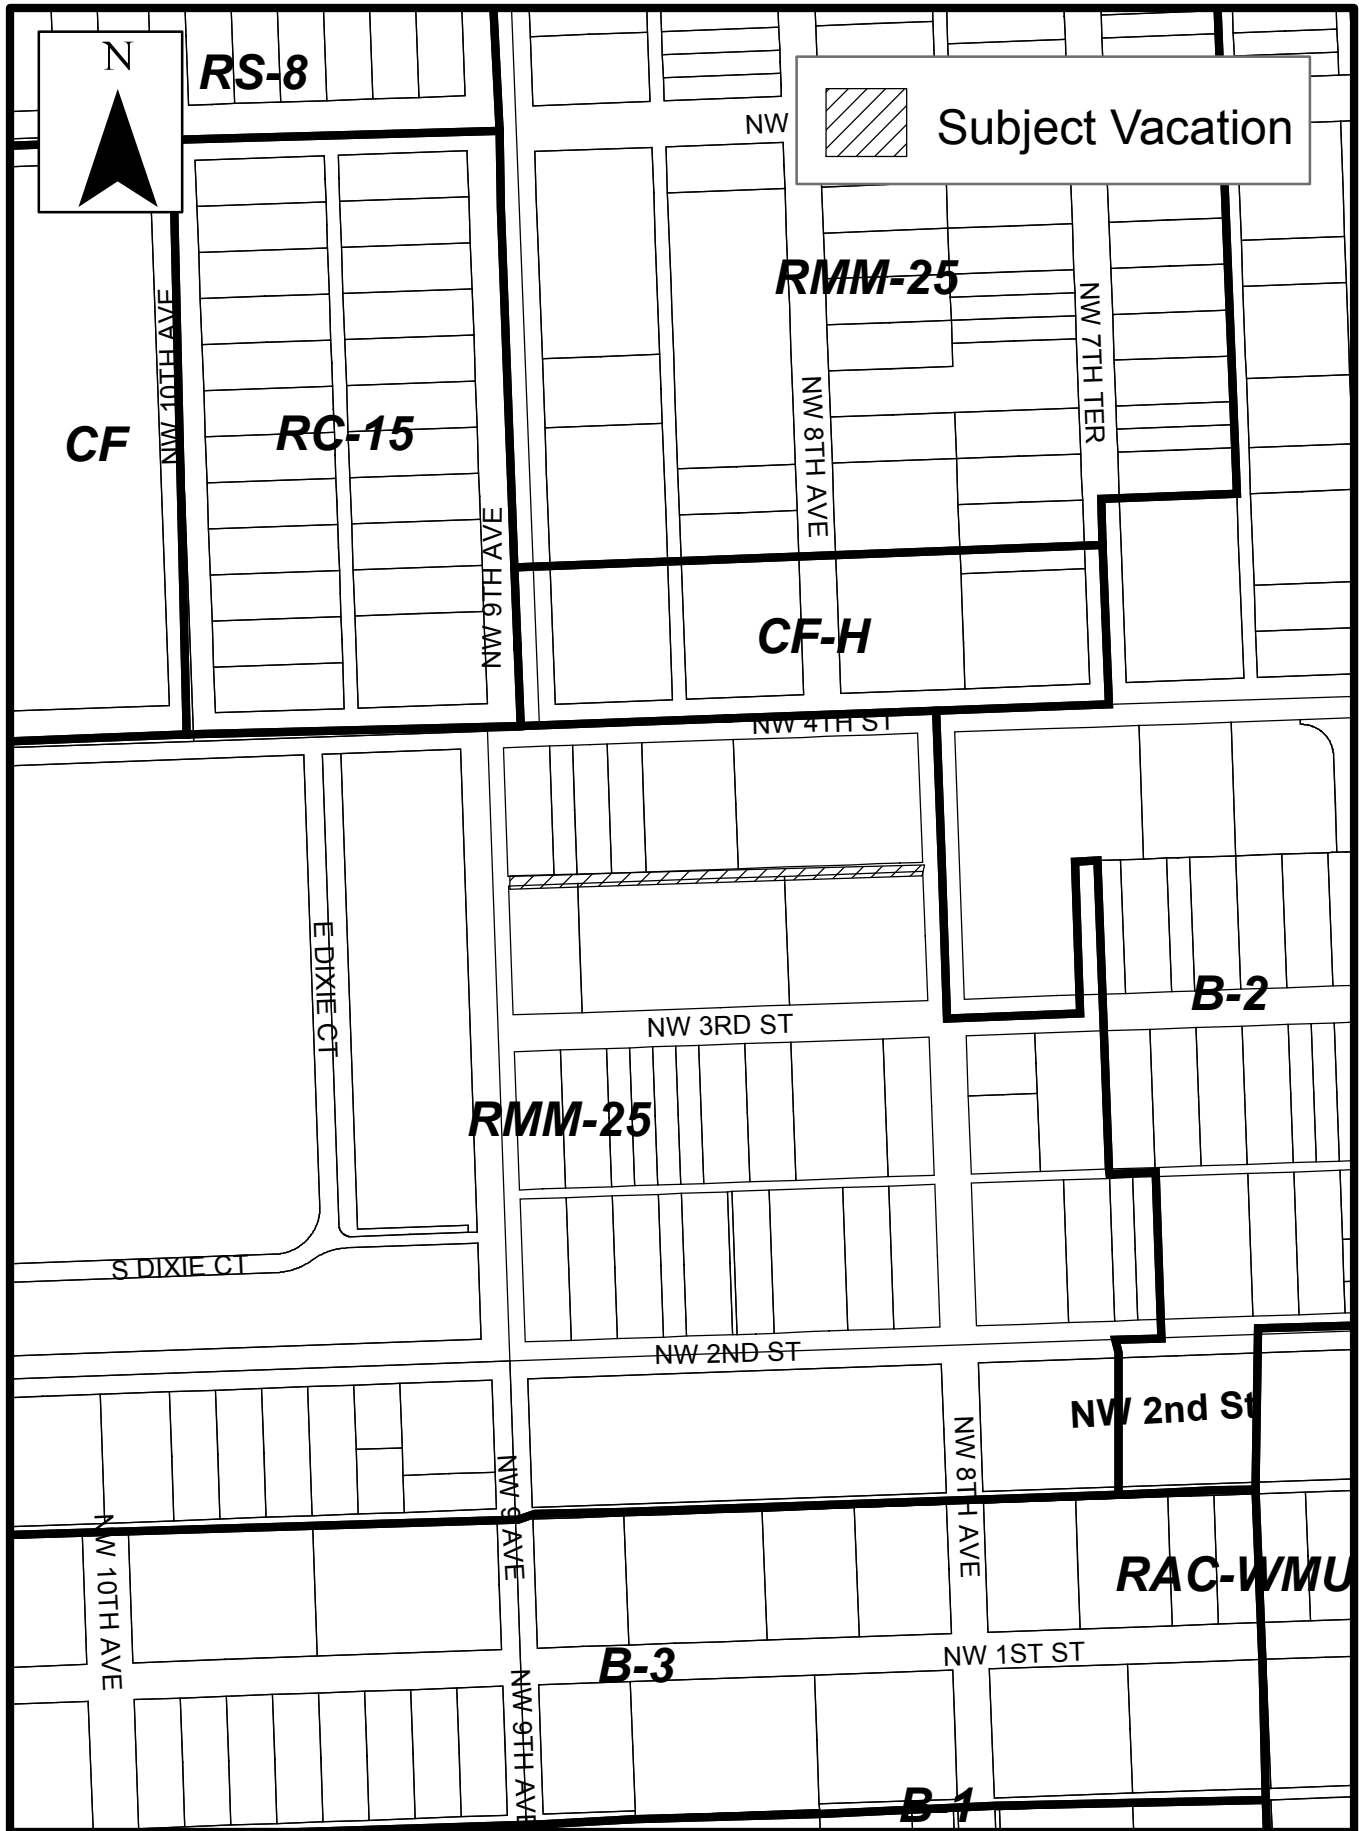 N
RS-8
NW
Subject Vacation
RMM-25
NW 10TH AVE
NW 7TH TER
CF
RC-15
NW 8TH AVE
NW 9TH AVE
CF-H
NW 4TH ST
E DIXIE CT
B-2
NW 3RD ST
RMM-25
S DIXIE CT
NW 2ND ST
NW 2nd St
NW 8TH AVE
NW 9 AVE
NW 10TH AVE
RAC-WMU
NW 1ST ST
B-3
NW 9TH AVE
B-1